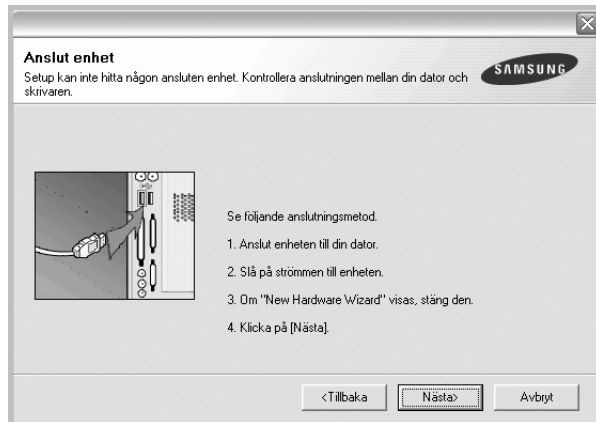 Anslut enhet
Setup kan inte hitta någon ansluten enhet. Kontrollera anslutningen mellan din dator och
skrivaren.
SAMSUNG
Se följande anslutningsmetod.
1. Anslut enheten till din dator.
2. Slå på strömmen till enheten.
3. Om "New Hardware Wizard" visas, stäng den.
4. Klicka på [Nästa].
<Tillbaka
Nästa>
Avbryt